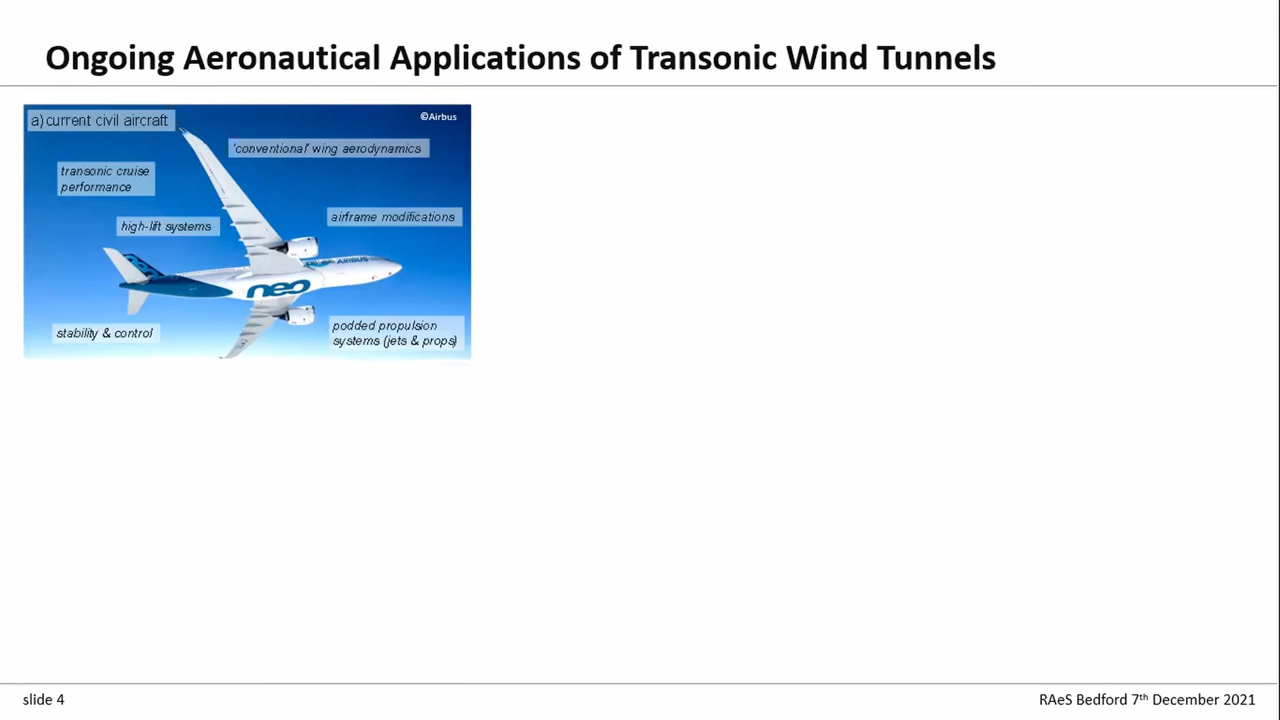 Ongoing Aeronautical Applications of Transonic Wind Tunnels
a) current civil aircraft
©Airbus
'conventional' wing aerodynamics
transonic cruise
performance
airframe modifications
high-lift systems
AIRBUS
neo
stability & control
podded propulsion
systems (jets & props)
slide 4
RAeS Bedford 7th December 2021